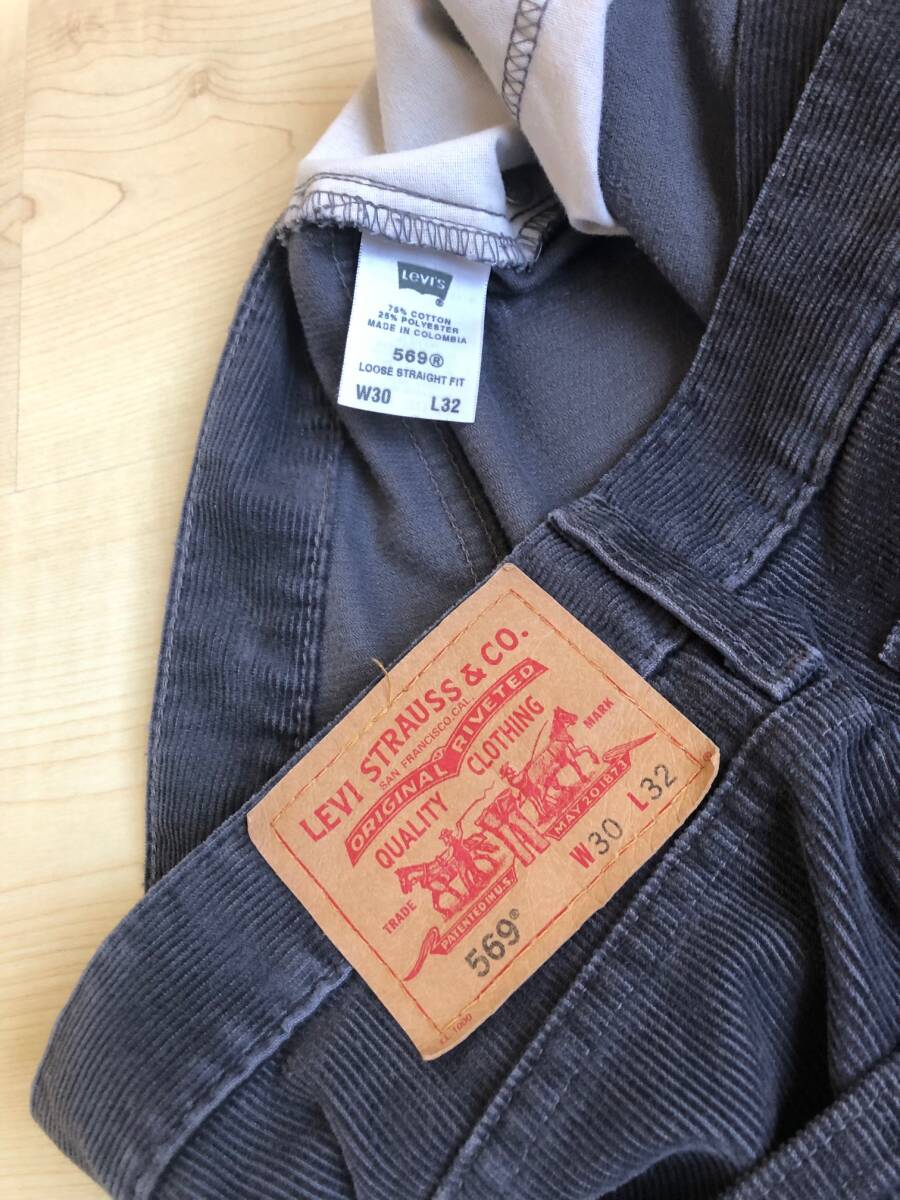 Levi's
®
75% COTTON
25% POLYESTER
MADE IN COLOMBIA
569®
LOOSE STRAIGHT FIT
W30 L32
LEVI STRAUSS & CO.
SAN FRANCISCO, CAL.
ORIGINAL RIVETED
QUALITY CLOTHING
TRADE MARK
PATENTED IN U.S. MAY 20 1873
569® W30 L32